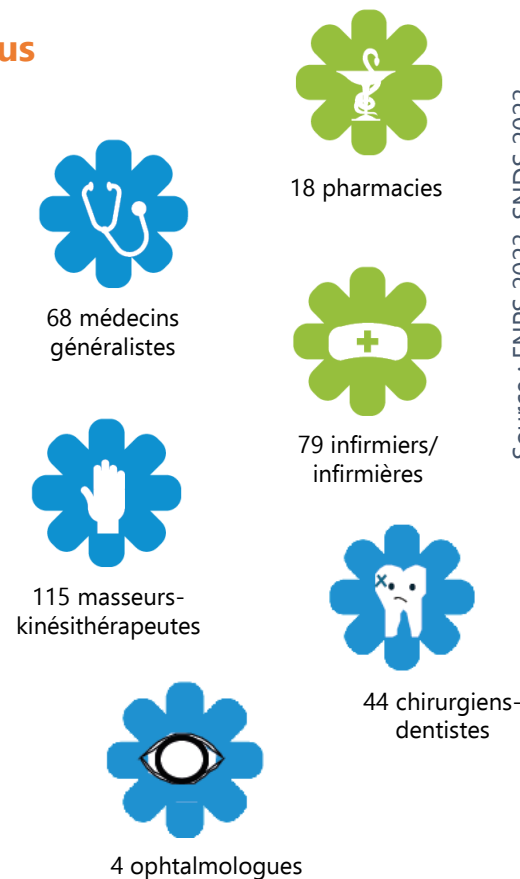 us
18 pharmacies
68 médecins
généralistes
79 infirmiers/
infirmières
115 masseurs-
kinésithérapeutes
44 chirurgiens-
dentistes
4 ophtalmologues